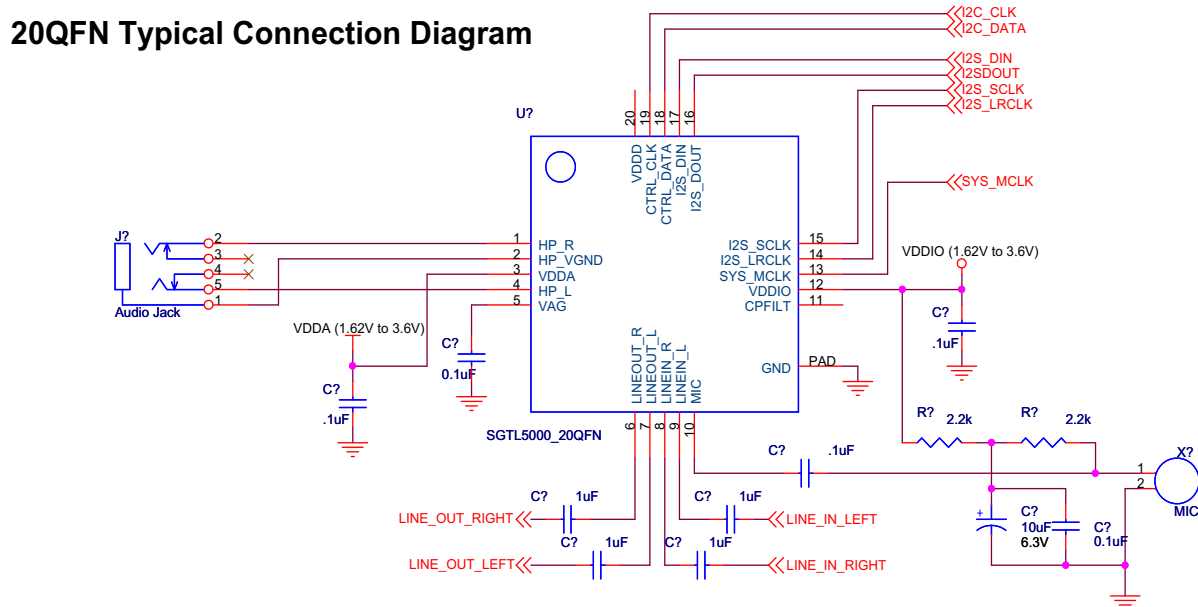 20QFN Typical Connection Diagram
I2C_CLK
I2C_DATA
I2S_DIN
I2SDOUT
I2S_SCLK
I2S_LRCLK
SYS_MCLK
U?
20
19
18
17
16
VDDD
CTRL_CLK
CTRL_DATA
I2S_DIN
I2S_DOUT
J?
2
3
4
5
1
Audio Jack
1
2
3
4
5
HP_R
HP_VGND
VDDA
HP_L
VAG
I2S_SCLK
I2S_LRCLK
SYS_MCLK
VDDIO
CPFILT
15
14
13
12
11
GND
PAD
VDDIO (1.62V to 3.6V)
C?
.1uF
VDDA (1.62V to 3.6V)
C?
0.1uF
C?
.1uF
LINEOUT_R
LINEOUT_L
LINEIN_R
LINEIN_L
MIC
6
7
8
9
10
SGTL5000_20QFN
R?
2.2k
R?
2.2k
C?
.1uF
X?
1
2
MIC
C?
1uF
C?
1uF
LINE_OUT_RIGHT
LINE_IN_LEFT
C?
1uF
C?
1uF
LINE_OUT_LEFT
LINE_IN_RIGHT
+
C?
10uF
6.3V
C?
0.1uF